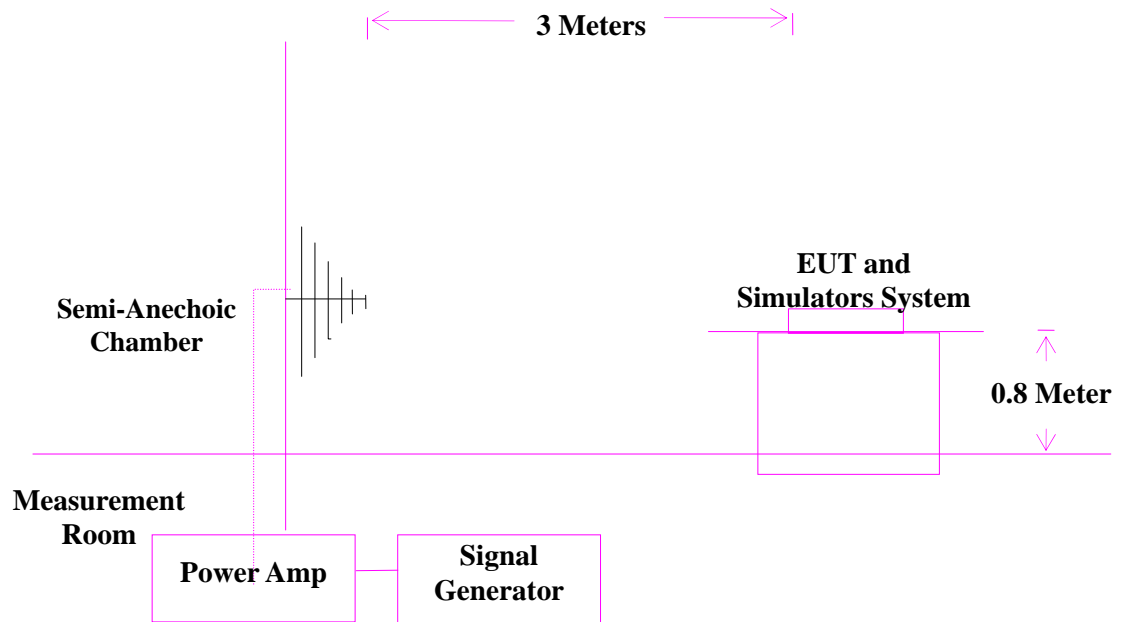 3 Meters
EUT and
Simulators System
Semi-Anechoic
Chamber
0.8 Meter
Measurement
Room
Power Amp
Signal
Generator